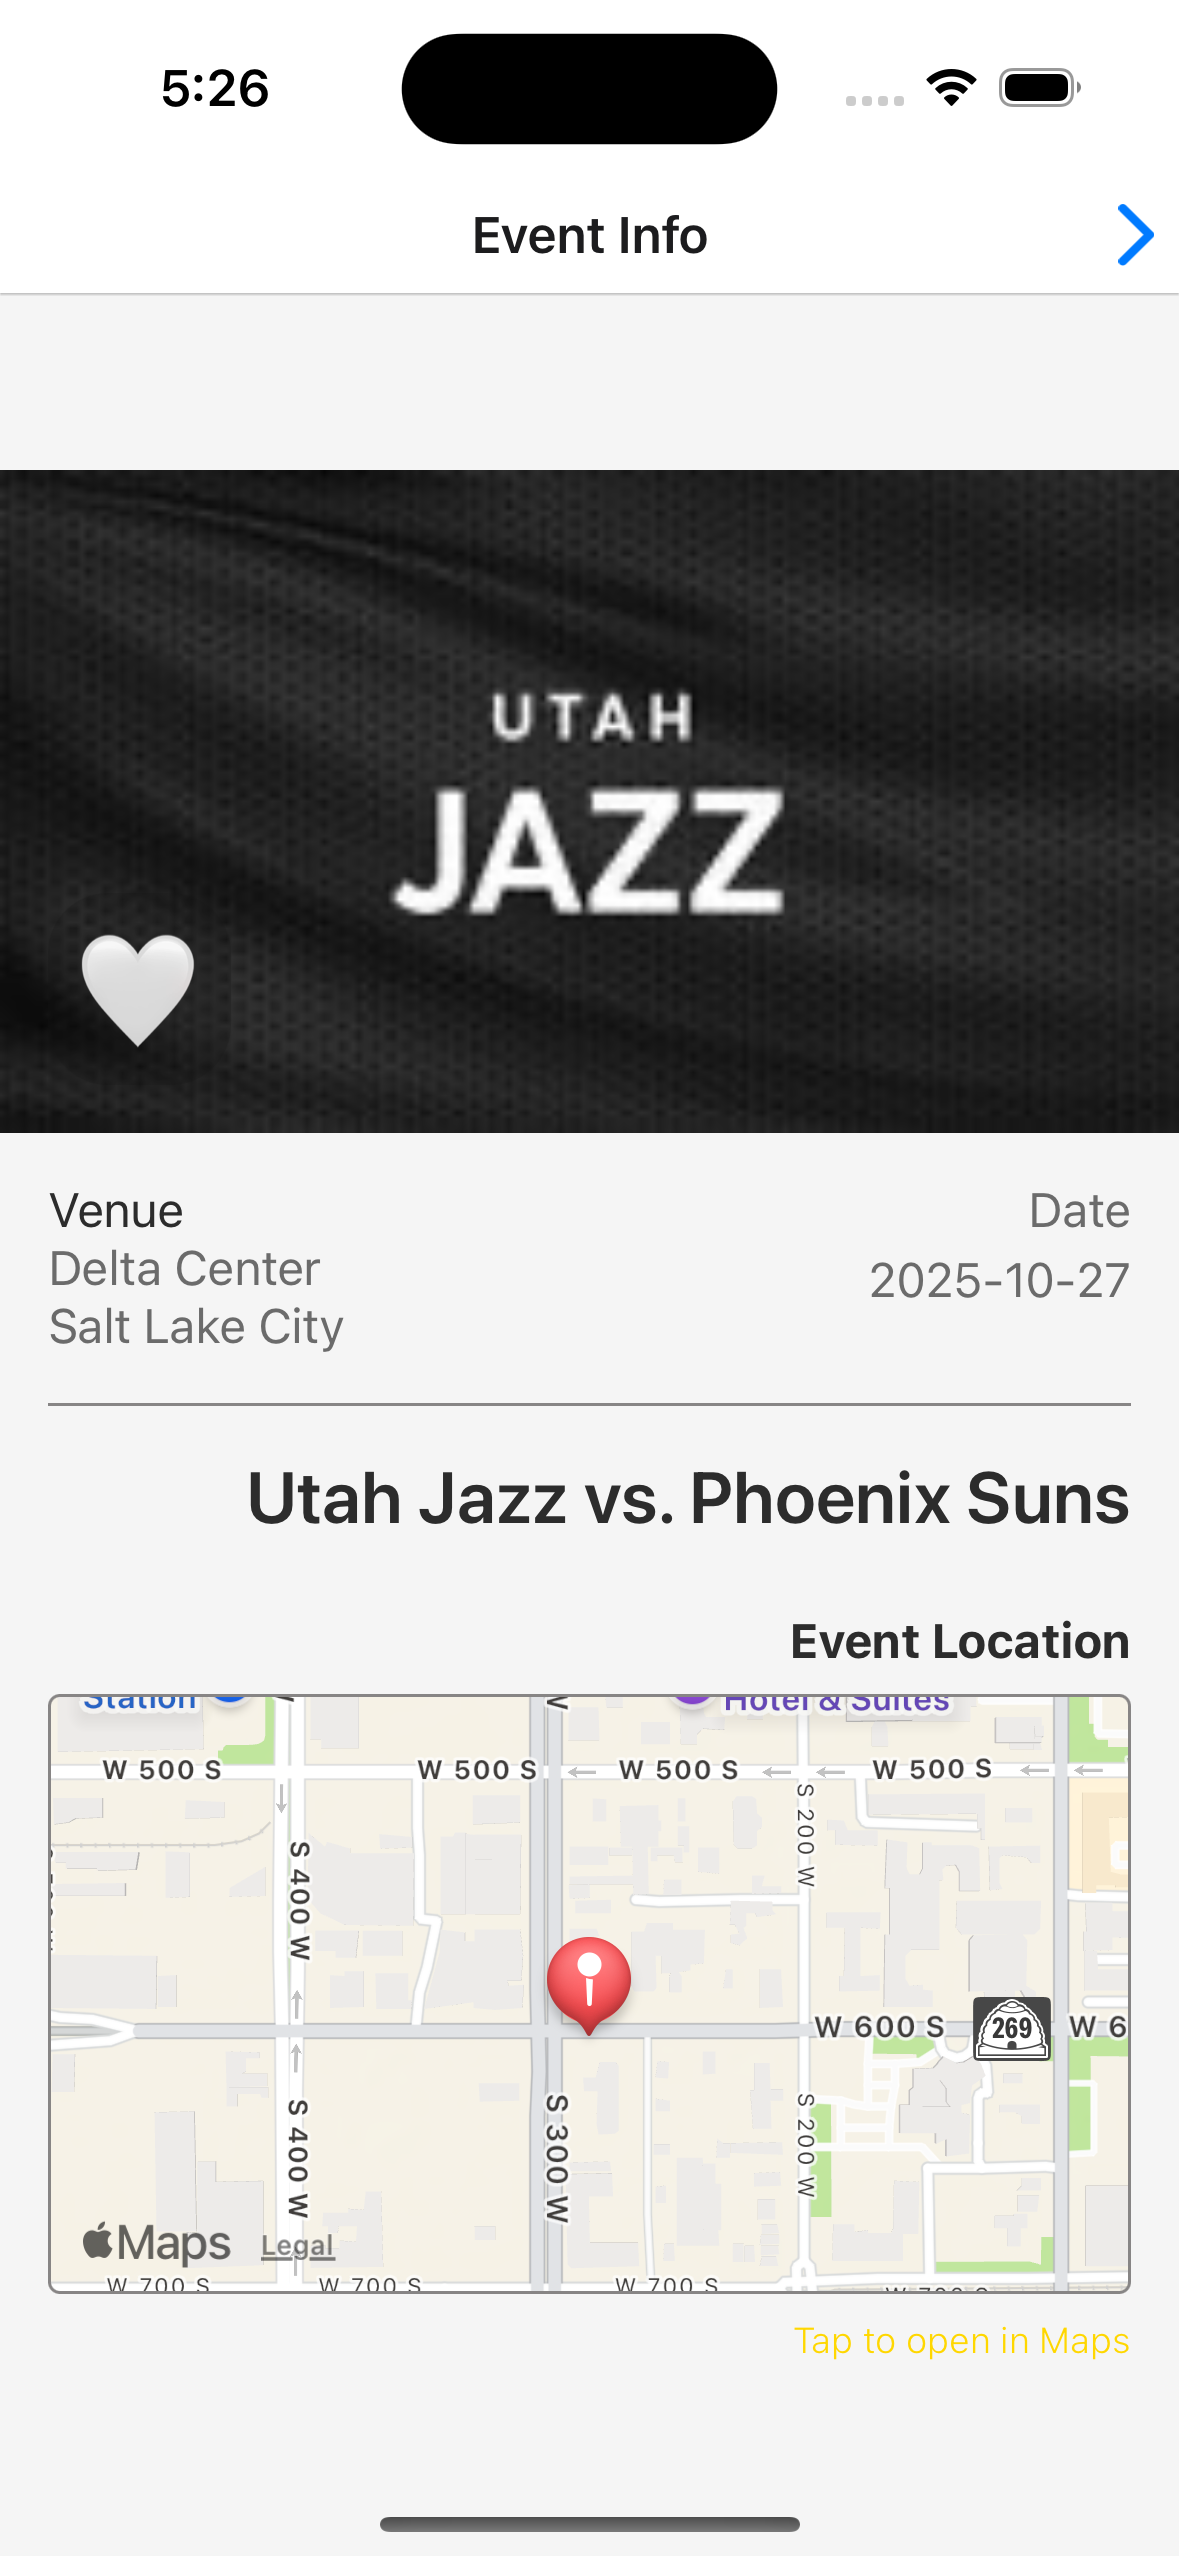 5:26
Event Info
UTAH
JAZZ
Venue
Date
Delta Center
2025-10-27
Salt Lake City
Utah Jazz vs. Phoenix Suns
Event Location
Station
Hotel & Suites
W 500 S
W 500 S
W 500 S
W 500 S
S 200 W
S 400 W
W 600 S
269
W 6
S 400 W
S 300 W
S 200 W
Maps
Legal
W 700 S
W 700 S
W 700 S
Tap to open in Maps